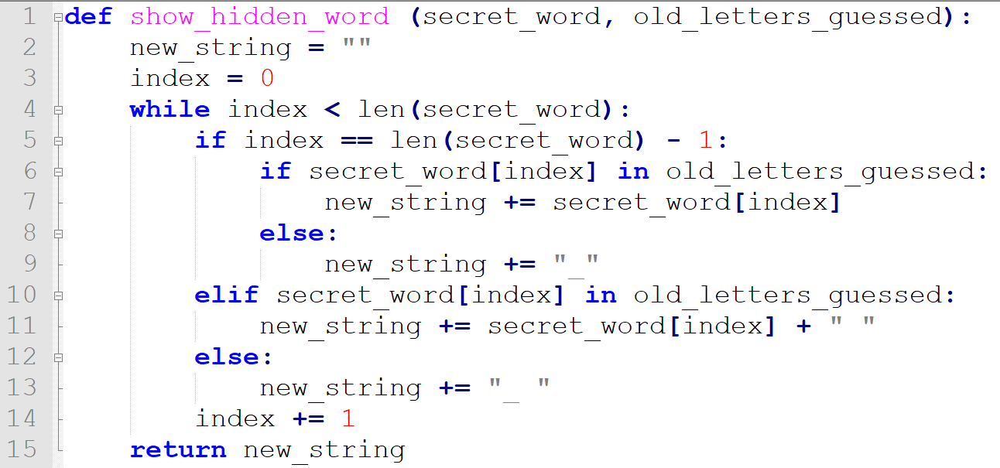 1 def show_hidden_word (secret_word, old_letters_guessed):
2     new_string = ""
3     index = 0
4     while index < len(secret_word):
5         if index == len(secret_word) - 1:
6             if secret_word[index] in old_letters_guessed:
7                 new_string += secret_word[index]
8             else:
9                 new_string += "_"
10         elif secret_word[index] in old_letters_guessed:
11             new_string += secret_word[index] + " "
12         else:
13             new_string += "_ "
14         index += 1
15     return new_string